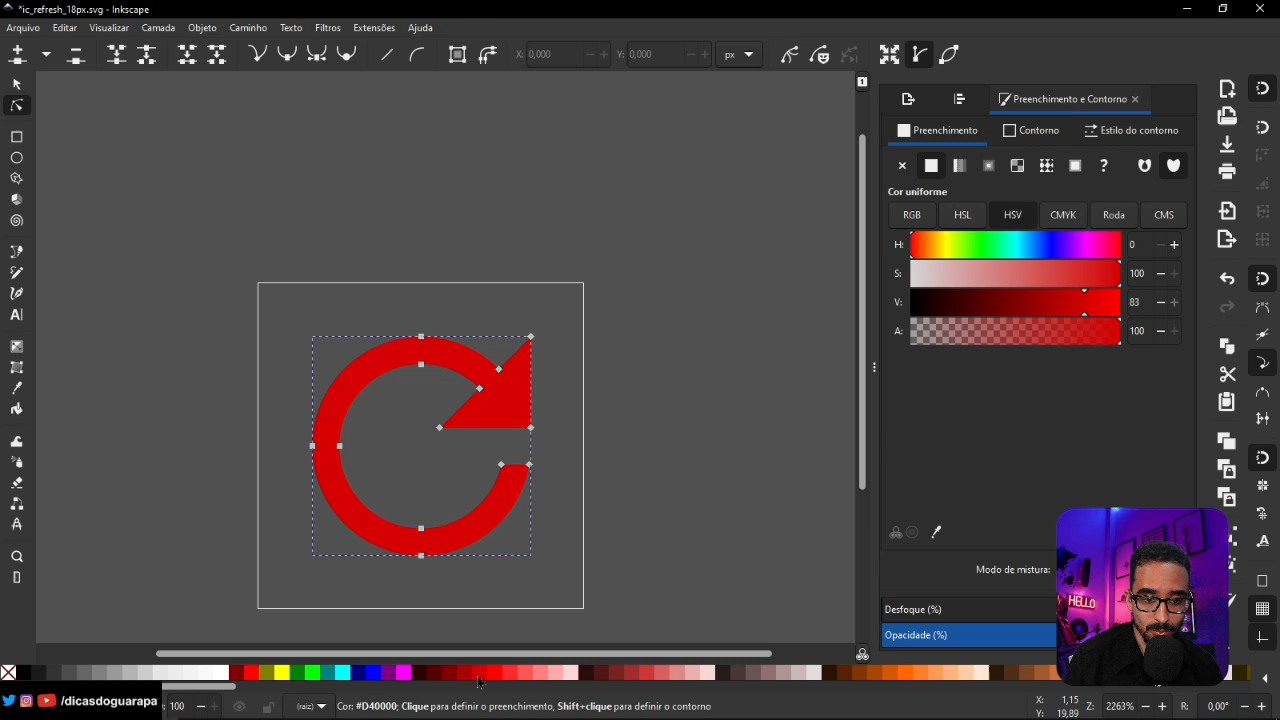 *ic_refresh_18px.svg - Inkscape
Arquivo Editar Visualizar Camada Objeto Caminho Texto Filtros Extensões Ajuda
X: 0,000 Y: 0,000 px
1
Preenchimento e Contorno
Preenchimento Contorno Estilo do contorno
?
Cor uniforme
RGB HSL HSV CMYK Roda CMS
H: 0
S: 100
V: 83
A: 100
Modo de mistura:
HELLO
Desfoque (%)
Opacidade (%)
/dicasdoguarapa
: 100 (raiz) Cor: #D40000; Clique para definir o preenchimento, Shift+clique para definir o contorno
X: 1,15
Y: 19,89
Z: 2263% R: 0,00°